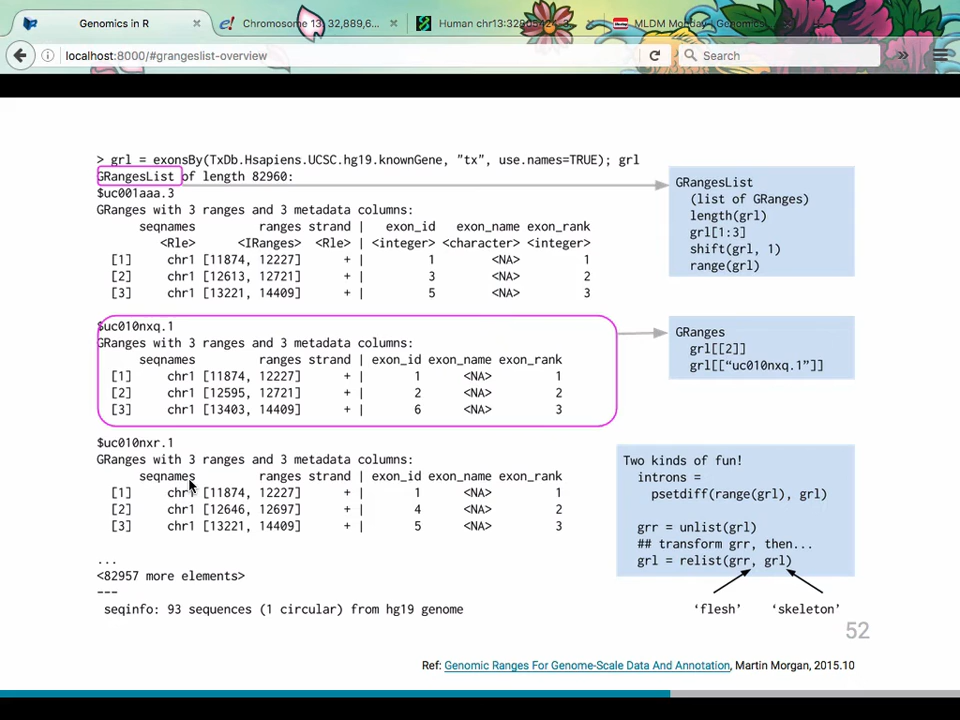 Genomics in R
Chromosome 13: 32,889,6...
Human chr13:32
MLDM Monday
Genomics
localhost:8000/#grangeslist-overview
Search
> grl = exonsBy(TxDb.Hsapiens.UCSC.hg19.knownGene, "tx", use.names=TRUE); grl
GRangesList of length 82960:
$uc001aaa.3
GRanges with 3 ranges and 3 metadata columns:
seqnames ranges strand | exon_id exon_name exon_rank
<Rle> <IRanges> <Rle> | <integer> <character> <integer>
[1] chr1 [11874, 12227] + | 1 <NA> 1
[2] chr1 [12613, 12721] + | 3 <NA> 2
[3] chr1 [13221, 14409] + | 5 <NA> 3
$uc010nxq.1
GRanges with 3 ranges and 3 metadata columns:
seqnames ranges strand | exon_id exon_name exon_rank
[1] chr1 [11874, 12227] + | 1 <NA> 1
[2] chr1 [12595, 12721] + | 2 <NA> 2
[3] chr1 [13403, 14409] + | 6 <NA> 3
$uc010nxr.1
GRanges with 3 ranges and 3 metadata columns:
seqnames ranges strand | exon_id exon_name exon_rank
[1] chr1 [11874, 12227] + | 1 <NA> 1
[2] chr1 [12646, 12697] + | 4 <NA> 2
[3] chr1 [13221, 14409] + | 5 <NA> 3
...
<82957 more elements>
---
seqinfo: 93 sequences (1 circular) from hg19 genome
GRangesList
(list of GRanges)
length(grl)
grl[1:3]
shift(grl, 1)
range(grl)
GRanges
grl[[2]]
grl[[“uc010nxq.1”]]
Two kinds of fun!
introns =
psetdiff(range(grl), grl)
grr = unlist(grl)
## transform grr, then...
grl = relist(grr, grl)
‘flesh’ ‘skeleton’
52
Ref: Genomic Ranges For Genome-Scale Data And Annotation, Martin Morgan, 2015.10